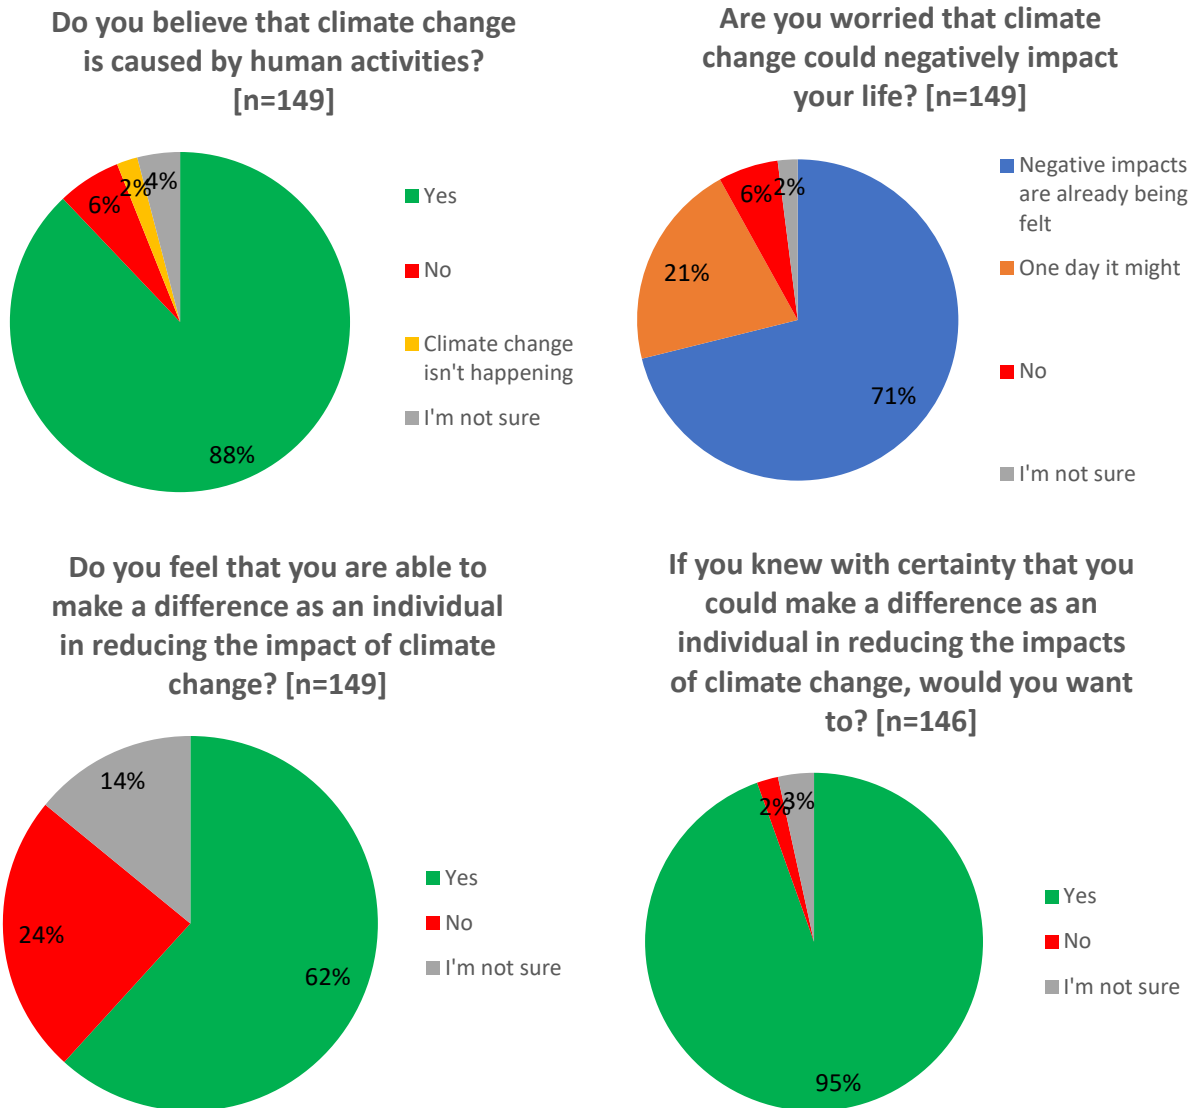 Do you believe that climate change
is caused by human activities?
[n=149]
6%
2%
4%
88%
Yes
No
Climate change
isn't happening
I'm not sure
Are you worried that climate
change could negatively impact
your life? [n=149]
6%
2%
21%
71%
Negative impacts
are already being
felt
One day it might
No
I'm not sure
Do you feel that you are able to
make a difference as an individual
in reducing the impact of climate
change? [n=149]
14%
24%
62%
Yes
No
I'm not sure
If you knew with certainty that you
could make a difference as an
individual in reducing the impacts
of climate change, would you want
to? [n=146]
2%
3%
95%
Yes
No
I'm not sure